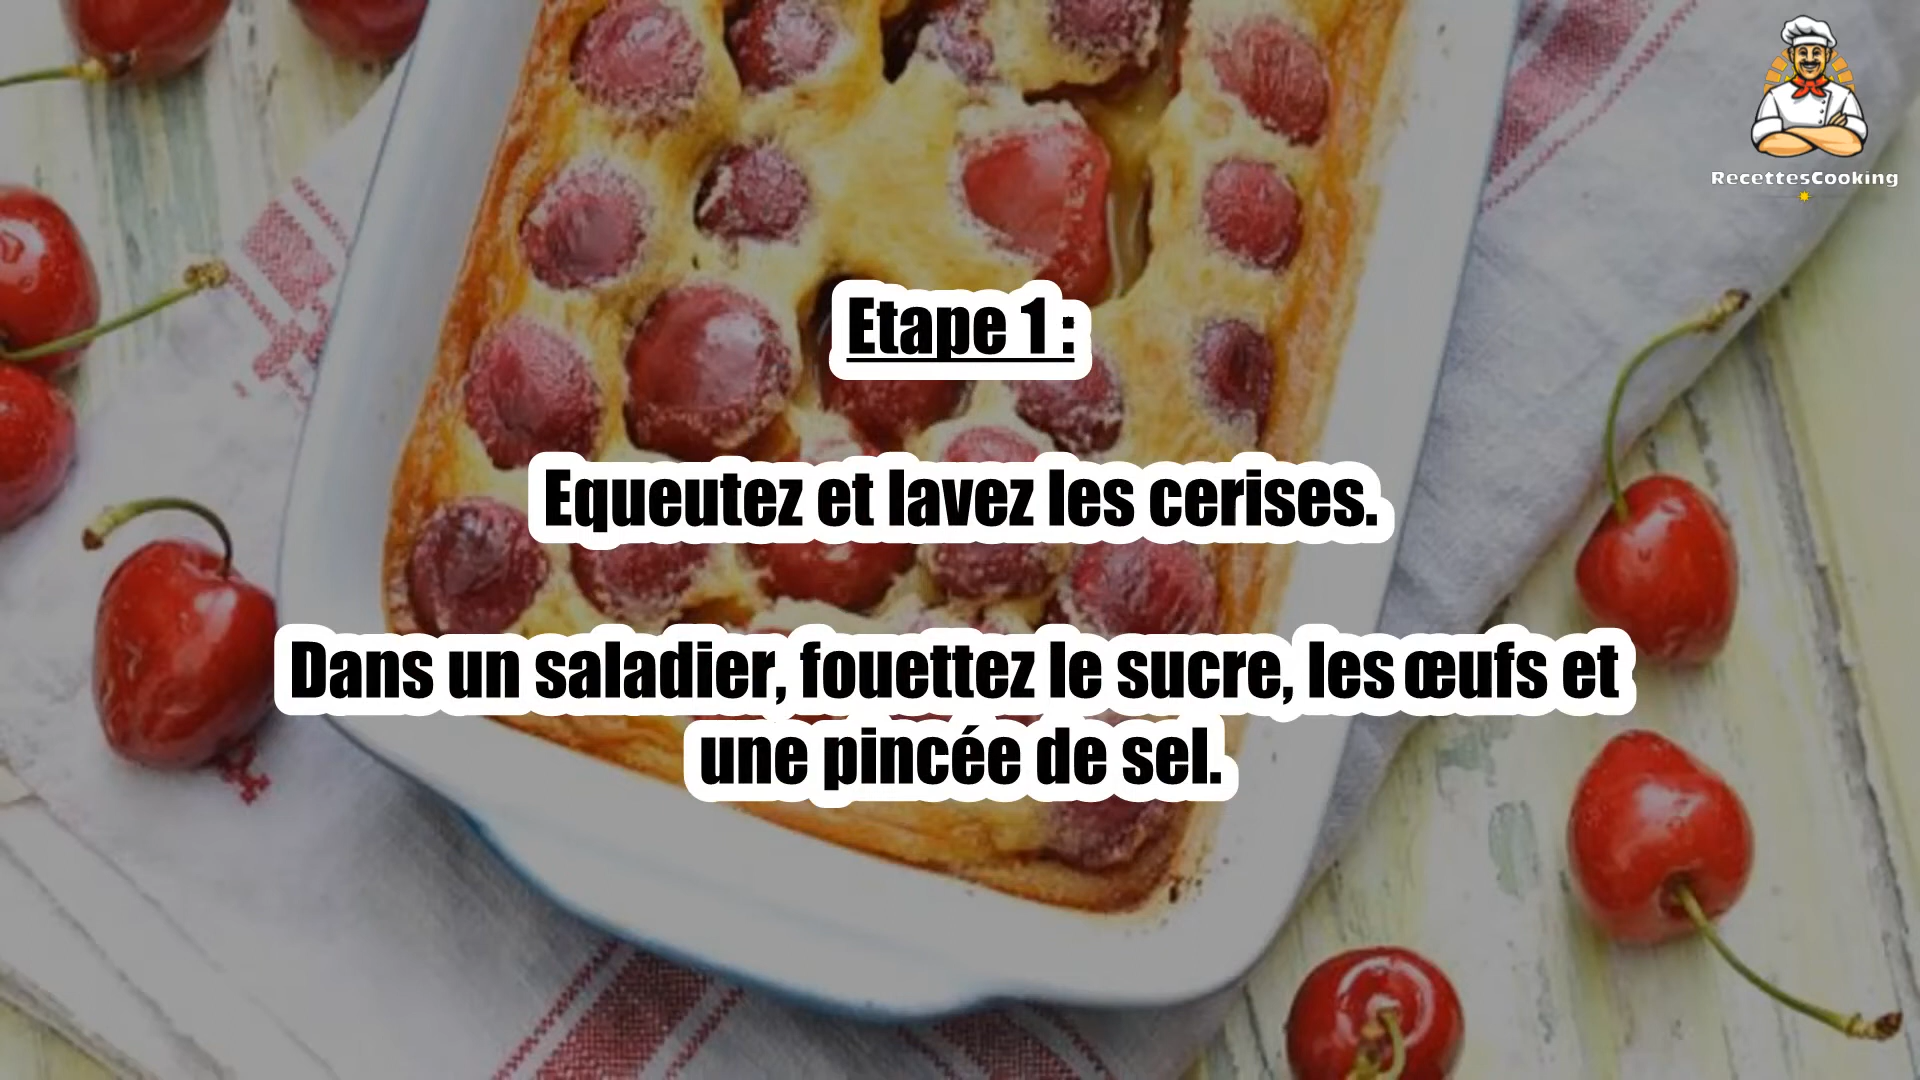 RecettesCooking
Etape 1 :
Equeutez et lavez les cerises.
Dans un saladier, fouettez le sucre, les œufs et
une pincée de sel.